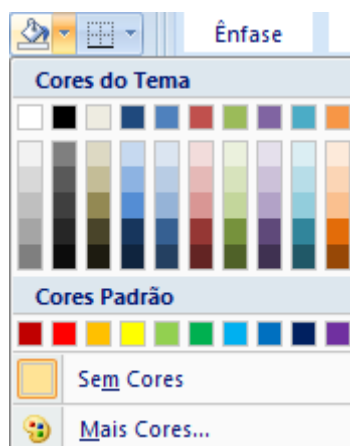 Ênfase
Cores do Tema
Cores Padrão
Sem Cores
Mais Cores...